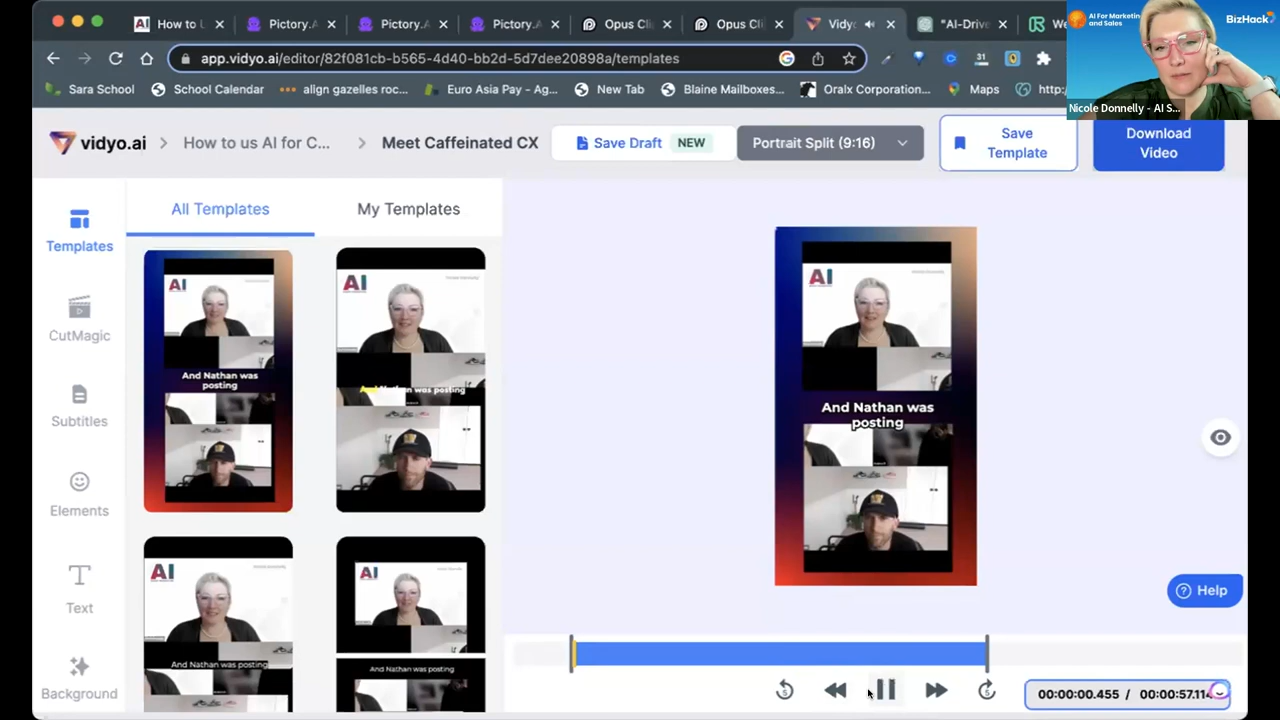 AI How to U
Pictory.A
Pictory.A
Pictory.A
Opus Cli
Opus Cli
Vidy
"AI-Drive
We
AI For Marketing
and Sales
BizHack
Nicole Donnelly - AI S...
app.vidyo.ai/editor/82f081cb-b565-4d40-bb2d-5d7dee20898a/templates
31
Sara School
School Calendar
align gazelles roc...
Euro Asia Pay - Ag...
New Tab
Blaine Mailboxes...
Oralx Corporation...
Maps
http:
vidyo.ai
How to us AI for C...
Meet Caffeinated CX
Save Draft NEW
Portrait Split (9:16)
Save
Template
Download
Video
Templates
CutMagic
Subtitles
Elements
Text
Background
All Templates
My Templates
AI
And Nathan was
posting
AI
And Nathan was posting
AI
And Nathan was posting
AI
And Nathan was posting
AI
And Nathan was
posting
Help
5
5
00:00:00.455 / 00:00:57.11